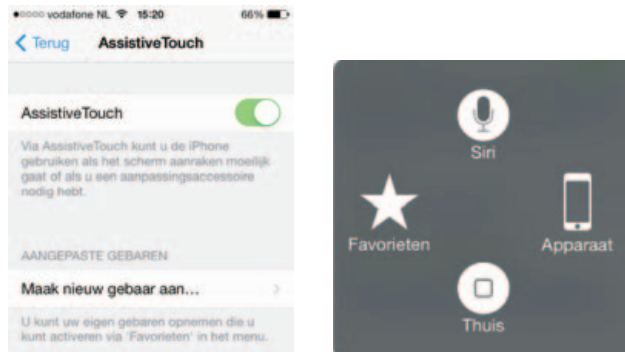 vodafone NL 15:20 66%
Terug AssistiveTouch
AssistiveTouch
Via AssistiveTouch kunt u de iPhone
gebruiken als het scherm aanraken moeilijk
gaat of als u een aanpassingsaccessoire
nodig hebt.
AANGEPASTE GEBAREN
Maak nieuw gebaar aan...
U kunt uw eigen gebaren opnemen die u
kunt activeren via 'Favorieten' in het menu.
Siri
Favorieten
Apparaat
Thuis